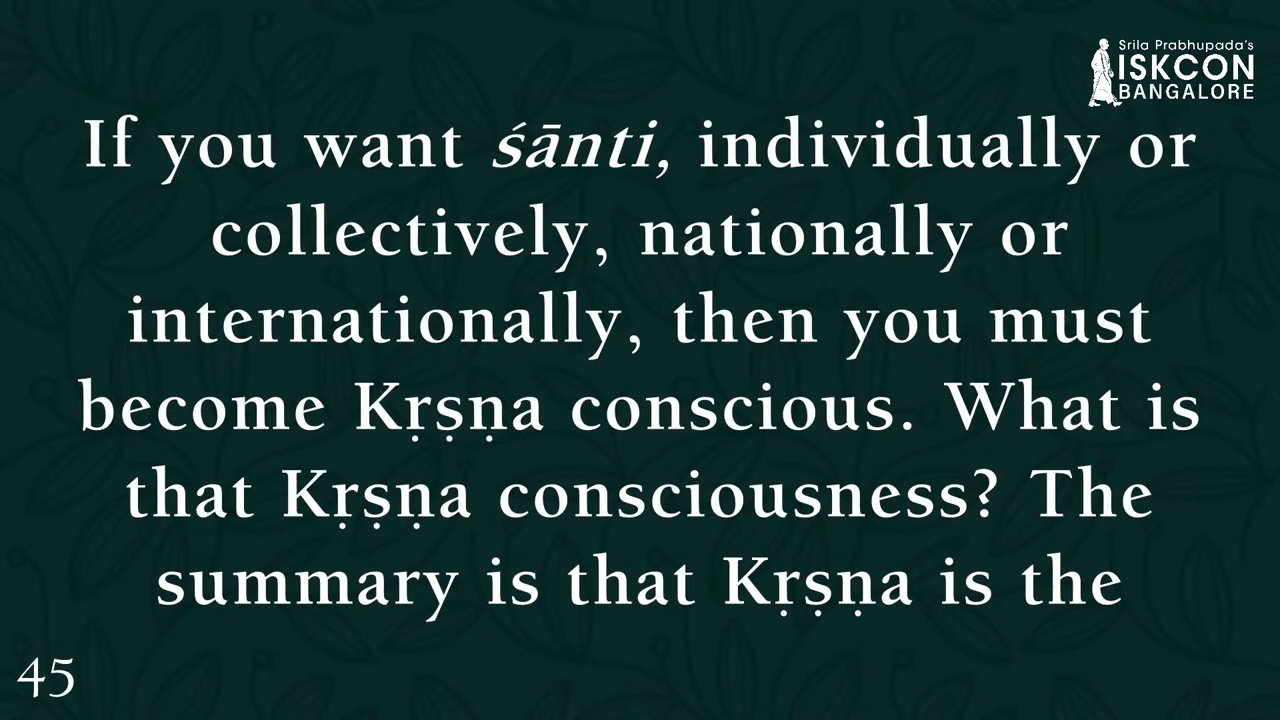 Srila Prabhupada's
ISKCON
BANGALORE
If you want śānti, individually or
collectively, nationally or
internationally, then you must
become Kṛṣṇa conscious. What is
that Kṛṣṇa consciousness? The
summary is that Kṛṣṇa is the
45